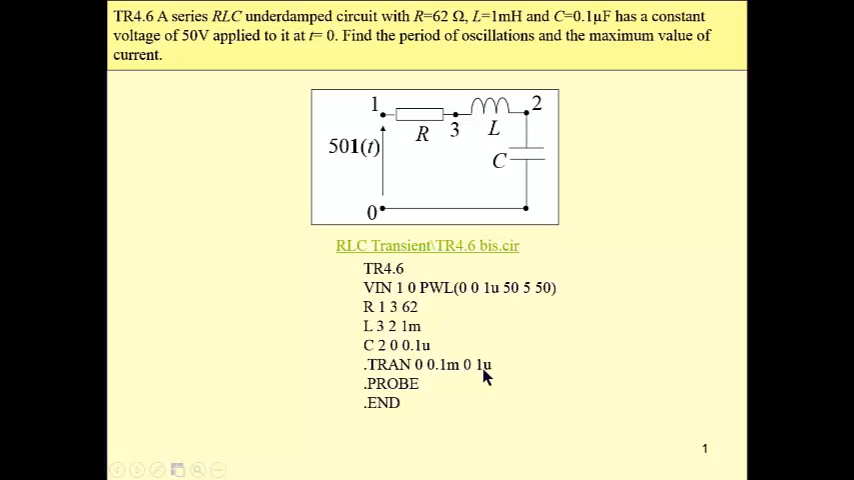 TR4.6 A series RLC underdamped circuit with R=62 Ω, L=1mH and C=0.1µF has a constant
voltage of 50V applied to it at t= 0. Find the period of oscillations and the maximum value of
current.
1
2
R
3
L
501(t)
C
0
RLC Transient\TR4.6 bis.cir
TR4.6
VIN 1 0 PWL(0 0 1u 50 5 50)
R 1 3 62
L 3 2 1m
C 2 0 0.1u
.TRAN 0 0.1m 0 1u
.PROBE
.END
1